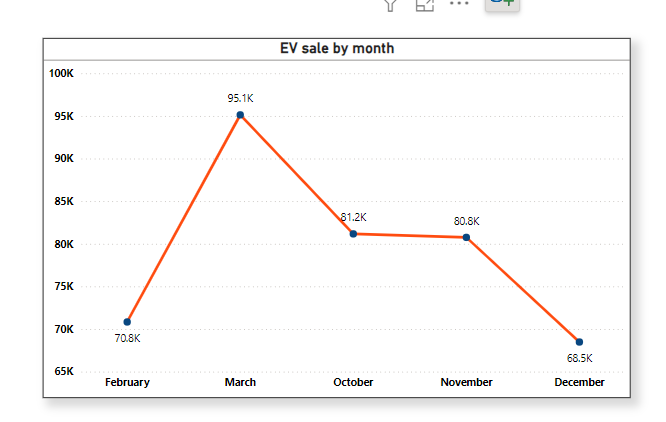 EV sale by month
100K
95.1K
95K
90K
85K
81.2K
80.8K
80K
75K
70K
70.8K
68.5K
65K
February March October November December